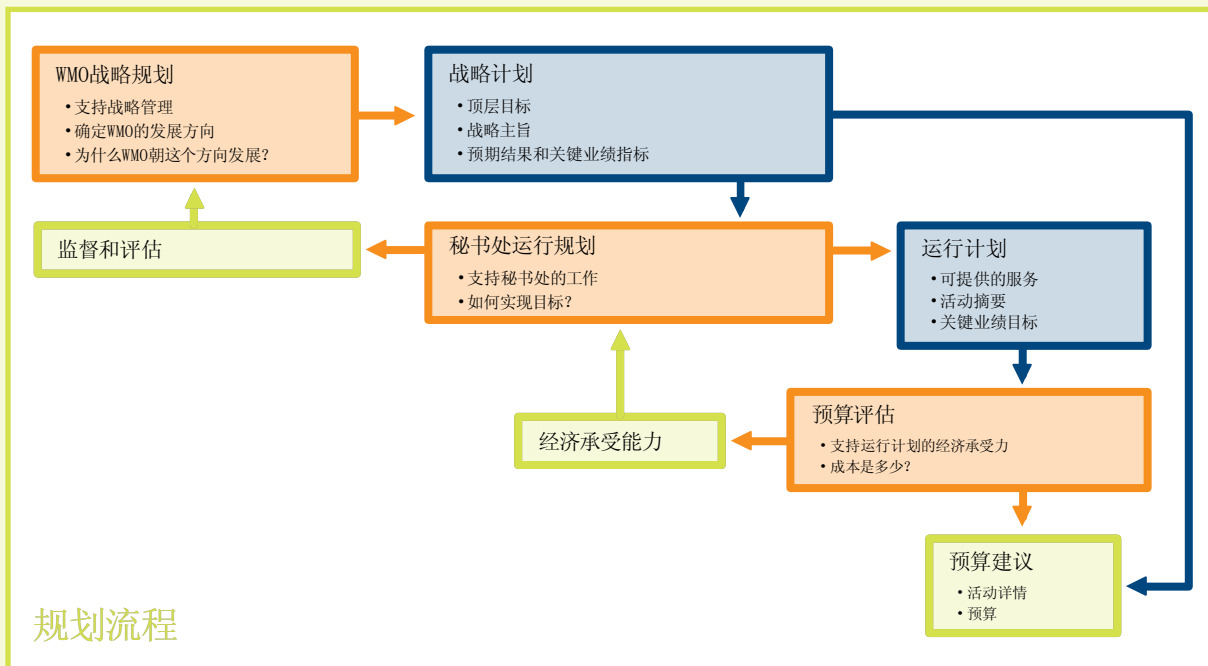 WMO战略规划
• 支持战略管理
• 确定WMO的发展方向
• 为什么WMO朝这个方向发展?
战略计划
• 顶层目标
• 战略主旨
• 预期结果和关键业绩指标
监督和评估
秘书处运行规划
• 支持秘书处的工作
• 如何实现目标?
运行计划
• 可提供的服务
• 活动摘要
• 关键业绩目标
经济承受能力
预算评估
• 支持运行计划的经济承受力
• 成本是多少?
预算建议
• 活动详情
• 预算
规划流程